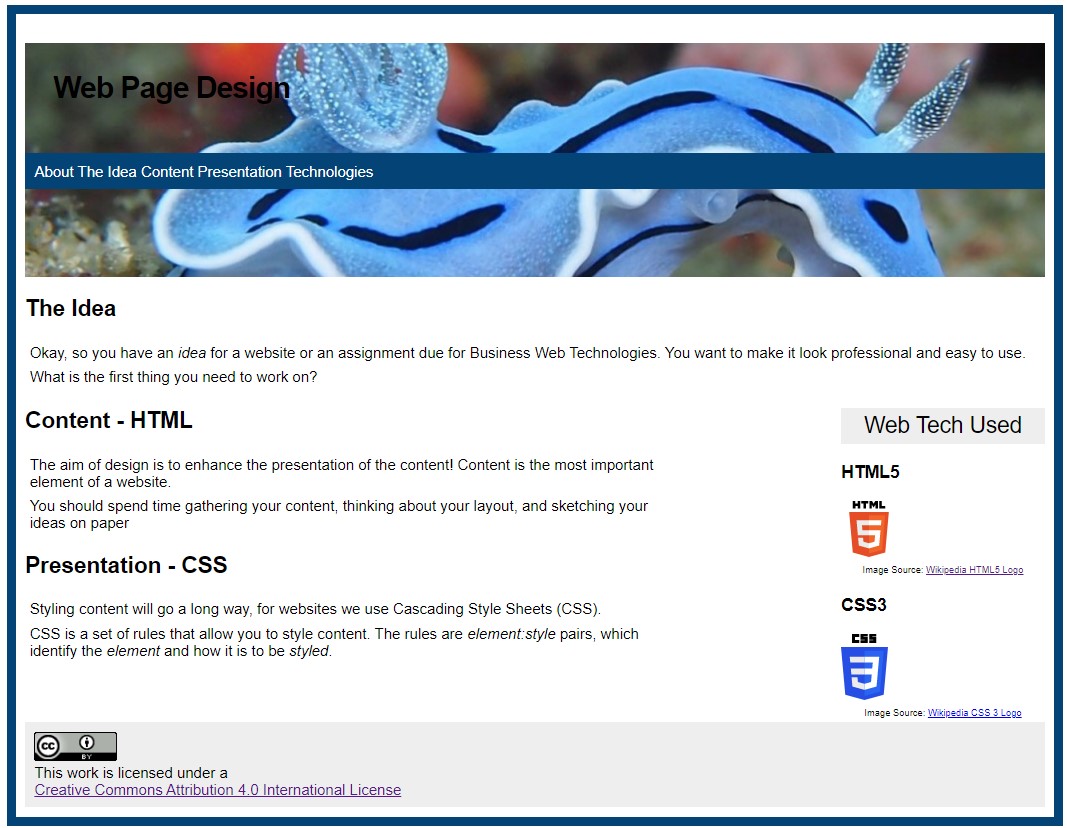 Web Page Design
About The Idea Content Presentation Technologies
The Idea
Okay, so you have an idea for a website or an assignment due for Business Web Technologies. You want to make it look professional and easy to use.
What is the first thing you need to work on?
Content - HTML
The aim of design is to enhance the presentation of the content! Content is the most important
element of a website.
You should spend time gathering your content, thinking about your layout, and sketching your
ideas on paper
Presentation - CSS
Styling content will go a long way, for websites we use Cascading Style Sheets (CSS).
CSS is a set of rules that allow you to style content. The rules are element:style pairs, which
identify the element and how it is to be styled.
Web Tech Used
HTML5
HTML
5
Image Source: Wikipedia HTML5 Logo
CSS3
CSS
3
Image Source: Wikipedia CSS 3 Logo
cc
BY
This work is licensed under a
Creative Commons Attribution 4.0 International License